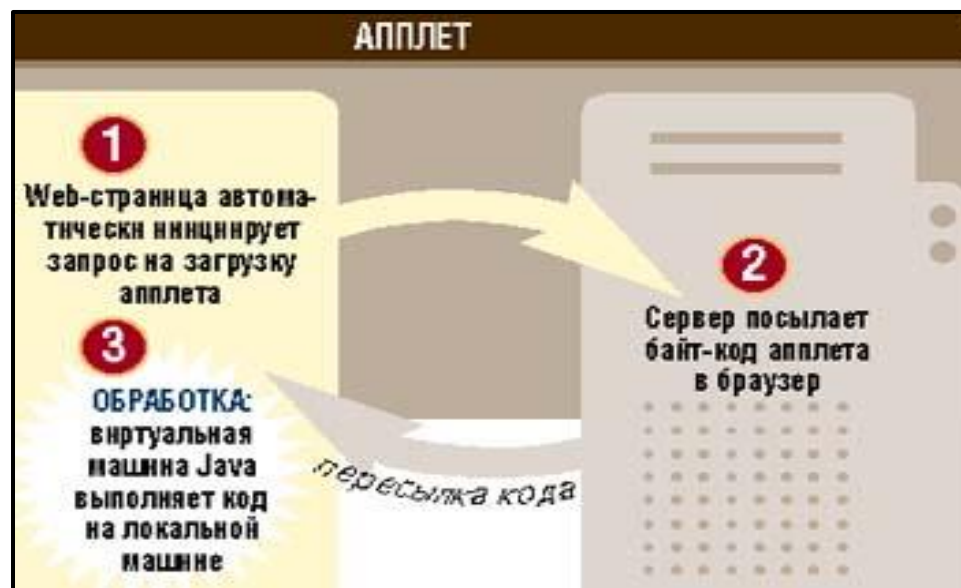 АППЛЕТ
1
Web-страница автома-
тически инициирует
запрос на загрузку
апплета
2
Сервер посылает
байт-код апплета
в браузер
3
ОБРАБОТКА:
виртуальная
машина Java
выполняет код
на локальной
машине
пересылка кода